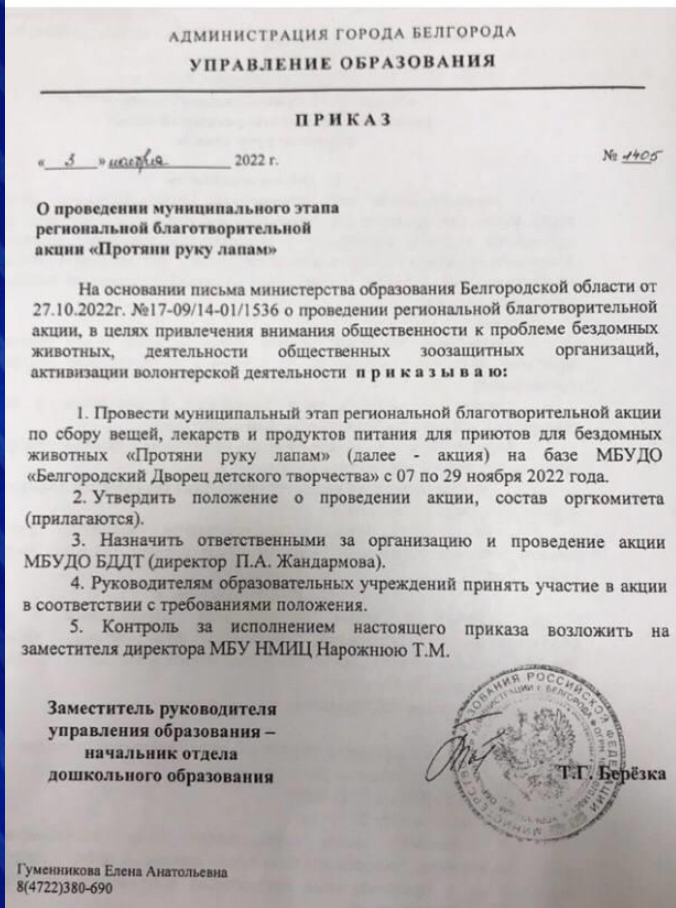 АДМИНИСТРАЦИЯ ГОРОДА БЕЛГОРОДА
УПРАВЛЕНИЕ ОБРАЗОВАНИЯ
ПРИКАЗ
« 3 » ноября 2022 г.
№ 1405
О проведении муниципального этапа
региональной благотворительной
акции «Протяни руку лапам»
На основании письма министерства образования Белгородской области от
27.10.2022г. №17-09/14-01/1536 о проведении региональной благотворительной
акции, в целях привлечения внимания общественности к проблеме бездомных
животных, деятельности общественных зоозащитных организаций,
активизации волонтерской деятельности п р и к а з ы в а ю:
1. Провести муниципальный этап региональной благотворительной акции
по сбору вещей, лекарств и продуктов питания для приютов для бездомных
животных «Протяни руку лапам» (далее - акция) на базе МБУДО
«Белгородский Дворец детского творчества» с 07 по 29 ноября 2022 года.
2. Утвердить положение о проведении акции, состав оргкомитета
(прилагаются).
3. Назначить ответственными за организацию и проведение акции
МБУДО БДДТ (директор П.А. Жандармова).
4. Руководителям образовательных учреждений принять участие в акции
в соответствии с требованиями положения.
5. Контроль за исполнением настоящего приказа возложить на
заместителя директора МБУ НМИЦ Нарожнюю Т.М.
Заместитель руководителя
управления образования –
начальник отдела
дошкольного образования
Т.Г. Берёзка
Гуменникова Елена Анатольевна
8(4722)380-690